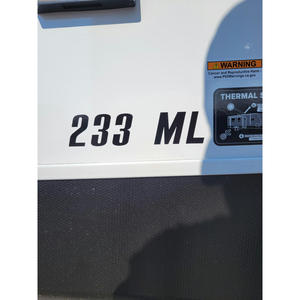 WARNING
Cancer and Reproductive Harm -
www.P65Warnings.ca.gov
THERMAL S
233 ML